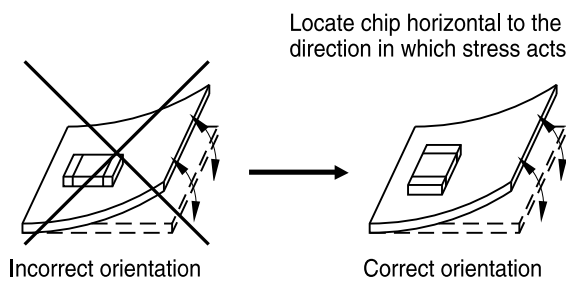 Locate chip horizontal to the
direction in which stress acts
Incorrect orientation
Correct orientation